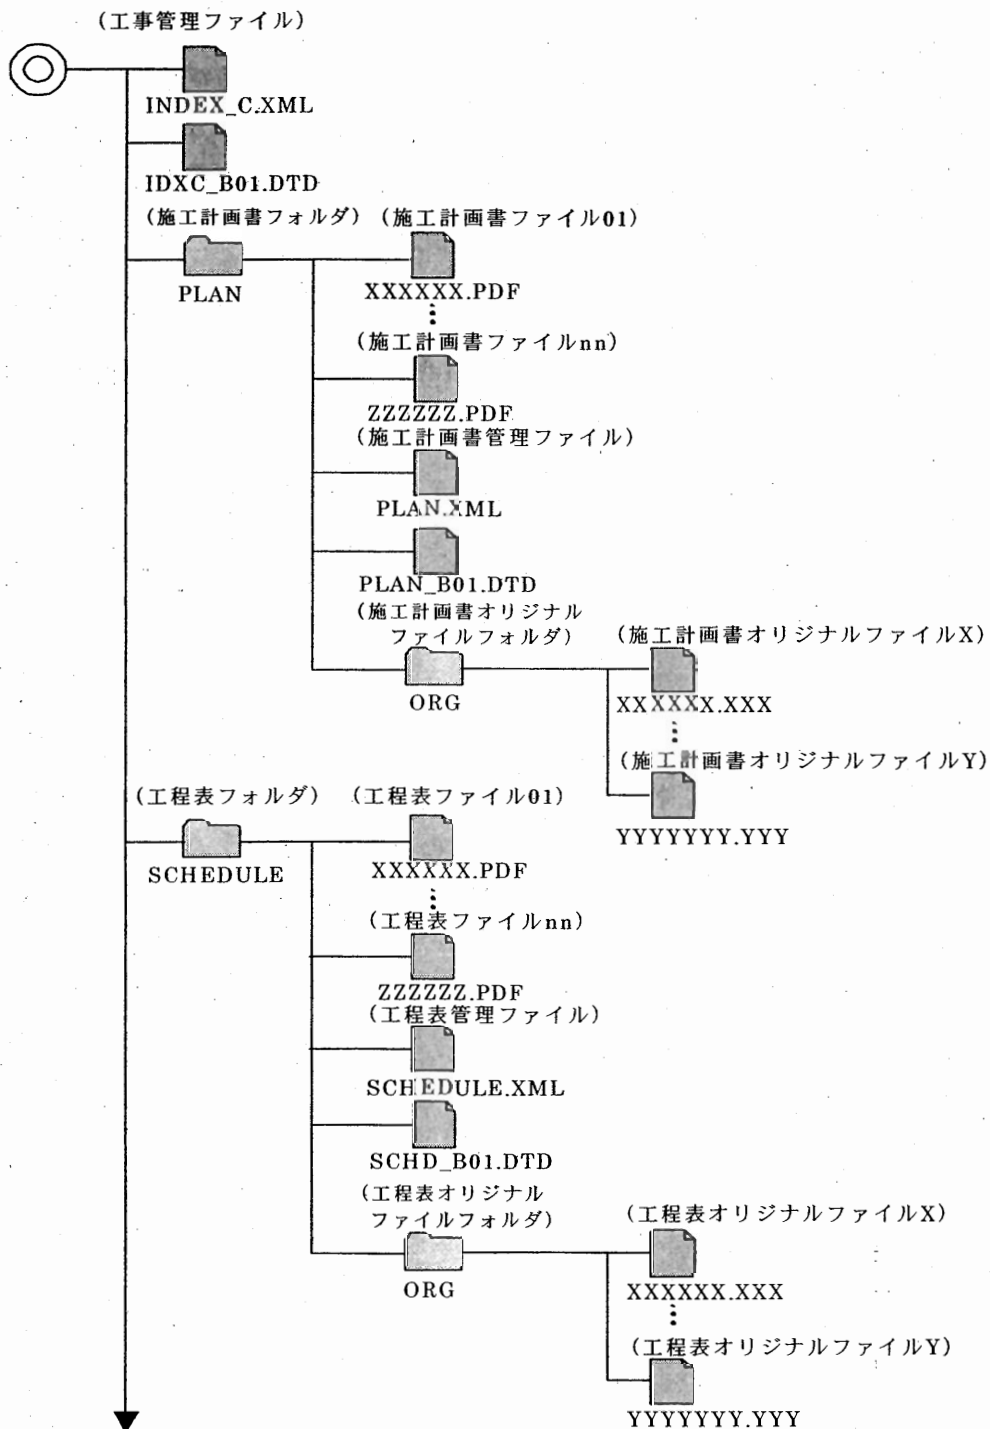 (工事管理ファイル)
INDEX_C.XML
IDXC_B01.DTD
(施工計画書フォルダ) (施工計画書ファイル01)
PLAN
XXXXXX.PDF
(施工計画書ファイルnn)
ZZZZZZ.PDF
(施工計画書管理ファイル)
PLAN.XML
PLAN_B01.DTD
(施工計画書オリジナル
ファイルフォルダ)
ORG
(施工計画書オリジナルファイルX)
XXXXXX.XXX
(施工計画書オリジナルファイルY)
YYYYYYY.YYY
(工程表フォルダ) (工程表ファイル01)
SCHEDULE
XXXXXX.PDF
(工程表ファイルnn)
ZZZZZZ.PDF
(工程表管理ファイル)
SCHEDULE.XML
SCHD_B01.DTD
(工程表オリジナル
ファイルフォルダ)
ORG
(工程表オリジナルファイルX)
XXXXXX.XXX
(工程表オリジナルファイルY)
YYYYYYY.YYY